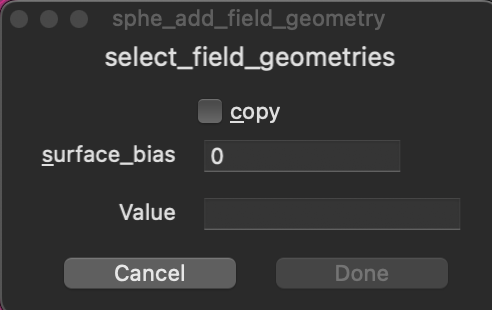 sphe_add_field_geometry
select_field_geometries
copy
surface_bias 0
Value
Cancel Done